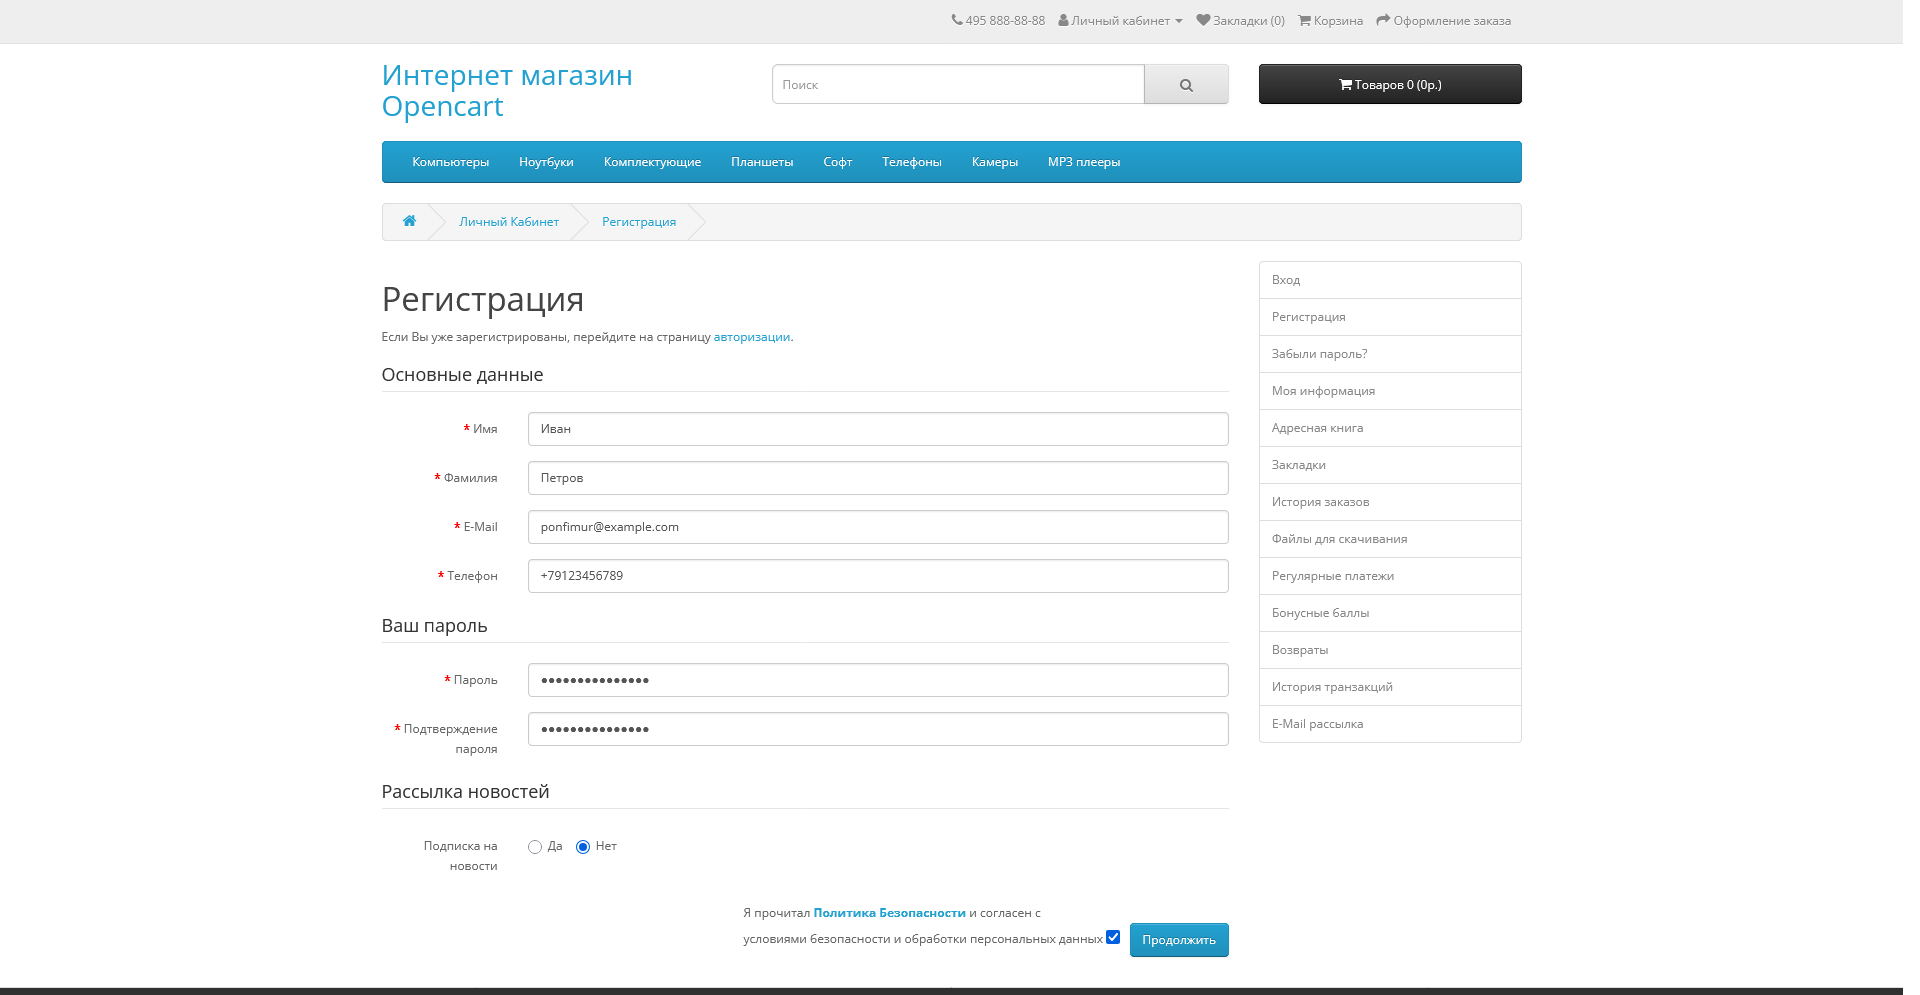 495 888-88-88 Личный кабинет Закладки (0) Корзина Оформление заказа
Интернет магазин
Opencart
Поиск
Товаров 0 (0р.)
Компьютеры Ноутбуки Комплектующие Планшеты Софт Телефоны Камеры MP3 плееры
Личный Кабинет Регистрация
Регистрация
Если Вы уже зарегистрированы, перейдите на страницу авторизации.
Основные данные
* Имя Иван
* Фамилия Петров
* E-Mail ponfimur@example.com
* Телефон +79123456789
Ваш пароль
* Пароль •••••••••••••••
* Подтверждение
пароля
•••••••••••••••
Рассылка новостей
Подписка на
новости
Да Нет
Я прочитал Политика Безопасности и согласен с
условиями безопасности и обработки персональных данных
Продолжить
Вход
Регистрация
Забыли пароль?
Моя информация
Адресная книга
Закладки
История заказов
Файлы для скачивания
Регулярные платежи
Бонусные баллы
Возвраты
История транзакций
E-Mail рассылка